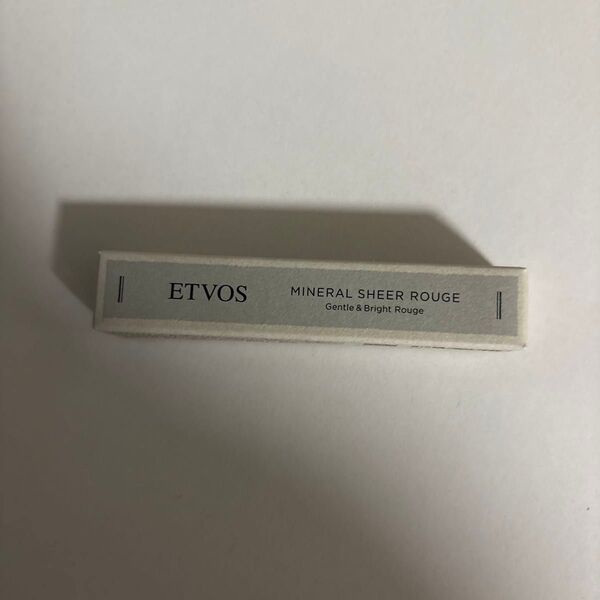 ETVOS
MINERAL SHEER ROUGE
Gentle & Bright Rouge